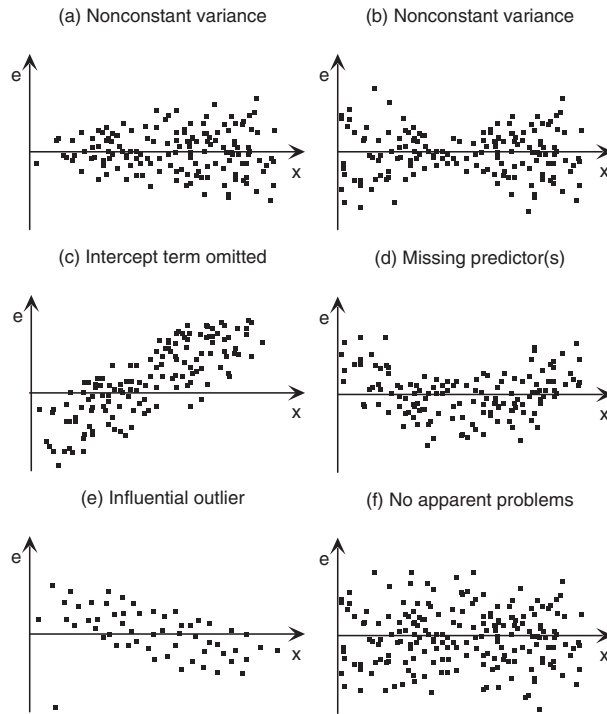 (a) Nonconstant variance
(b) Nonconstant variance
e
x
e
x
(c) Intercept term omitted
(d) Missing predictor(s)
e
x
e
x
(e) Influential outlier
(f) No apparent problems
e
x
e
x